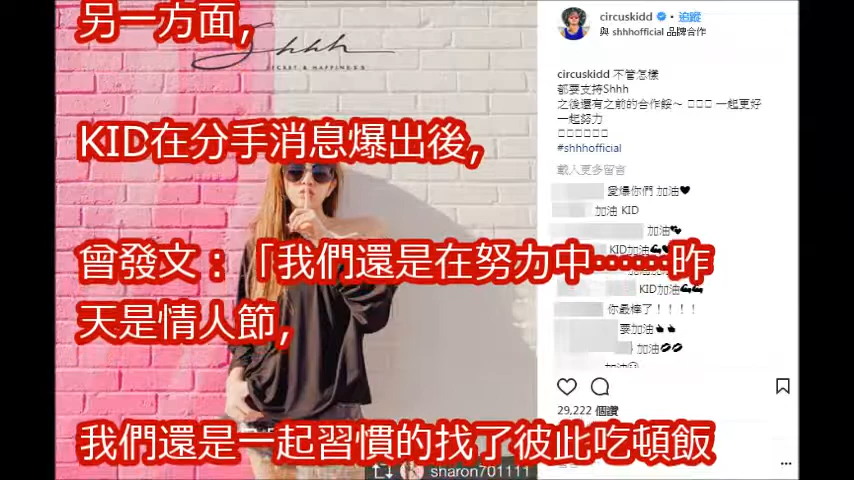 另一方面，
Shhh
SECRET & HAPPINESS
KID在分手消息爆出後，
曾發文：「我們還是在努力中……昨
天是情人節，
我們還是一起習慣的找了彼此吃頓飯
sharon701111
circuskidd • 追蹤
與 shhhofficial 品牌合作
circuskidd 不管怎樣
都要支持Shhh
之後還有之前的合作餒～ □□□ 一起更好
一起努力
□□□□□□
#shhhofficial
載入更多留言
愛爆你們 加油♥
加油 KID
加油
KID加油
KID加油
你最棒了！！！！
要加油
加油
29,222 個讚